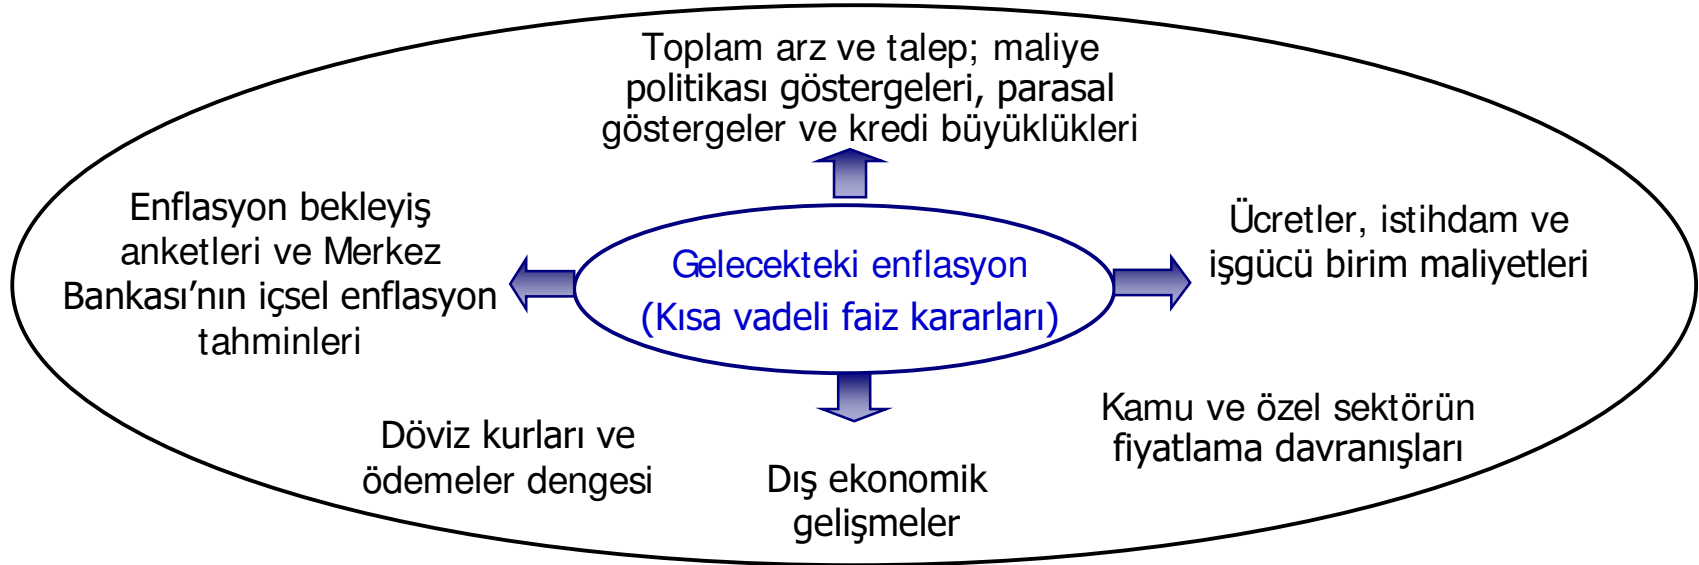 Toplam arz ve talep; maliye
politikası göstergeleri, parasal
göstergeler ve kredi büyüklükleri
Enflasyon bekleyiş
anketleri ve Merkez
Bankası’nın içsel enflasyon
tahminleri
Gelecekteki enflasyon
(Kısa vadeli faiz kararları)
Ücretler, istihdam ve
işgücü birim maliyetleri
Döviz kurları ve
ödemeler dengesi
Dış ekonomik
gelişmeler
Kamu ve özel sektörün
fiyatlama davranışları